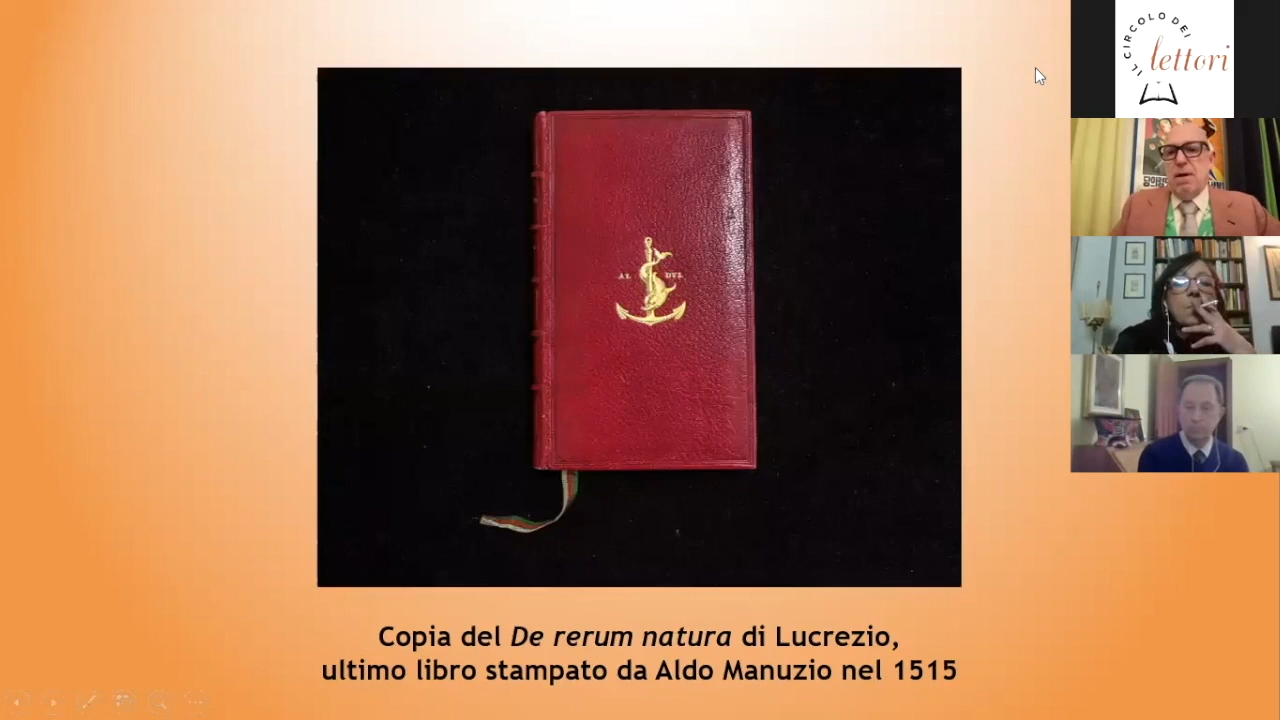 IL CIRCOLO DEI
lettori
AL DVS
Copia del De rerum natura di Lucrezio,
ultimo libro stampato da Aldo Manuzio nel 1515